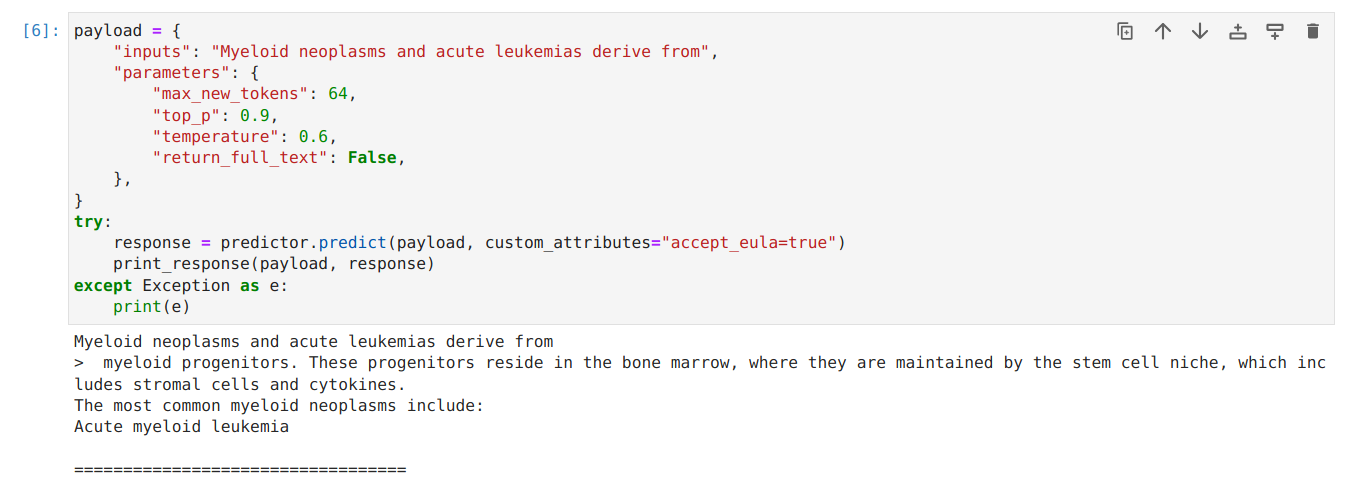 [6]: payload = {
    "inputs": "Myeloid neoplasms and acute leukemias derive from",
    "parameters": {
        "max_new_tokens": 64,
        "top_p": 0.9,
        "temperature": 0.6,
        "return_full_text": False,
    },
}
try:
    response = predictor.predict(payload, custom_attributes="accept_eula=true")
    print_response(payload, response)
except Exception as e:
    print(e)
Myeloid neoplasms and acute leukemias derive from
>  myeloid progenitors. These progenitors reside in the bone marrow, where they are maintained by the stem cell niche, which inc
ludes stromal cells and cytokines.
The most common myeloid neoplasms include:
Acute myeloid leukemia

==================================